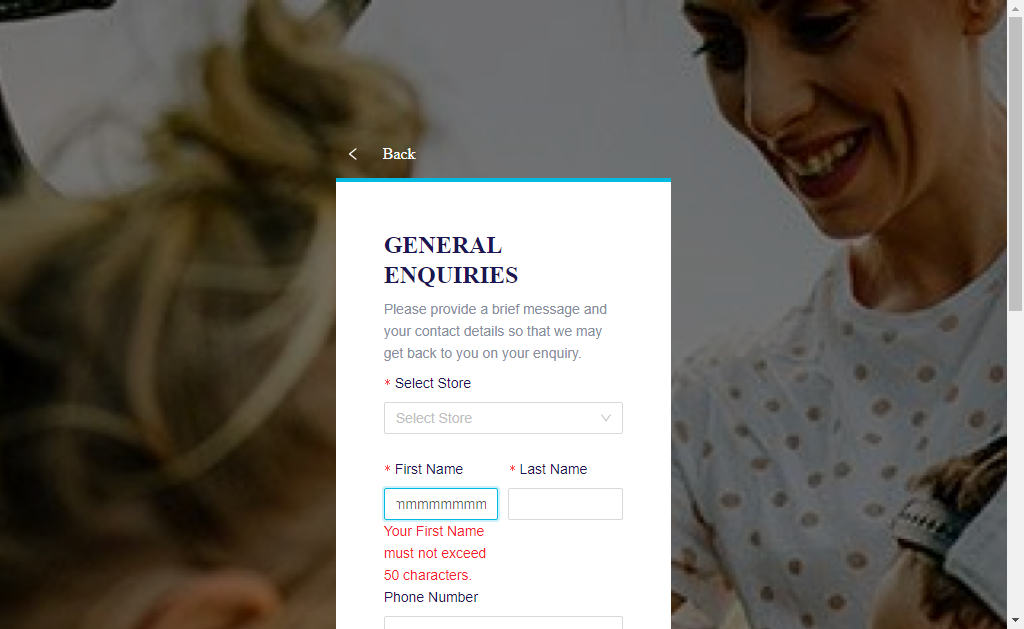 Back
GENERAL
ENQUIRIES
Please provide a brief message and
your contact details so that we may
get back to you on your enquiry.
* Select Store
Select Store
* First Name * Last Name
mmmmmmmm
Your First Name
must not exceed
50 characters.
Phone Number